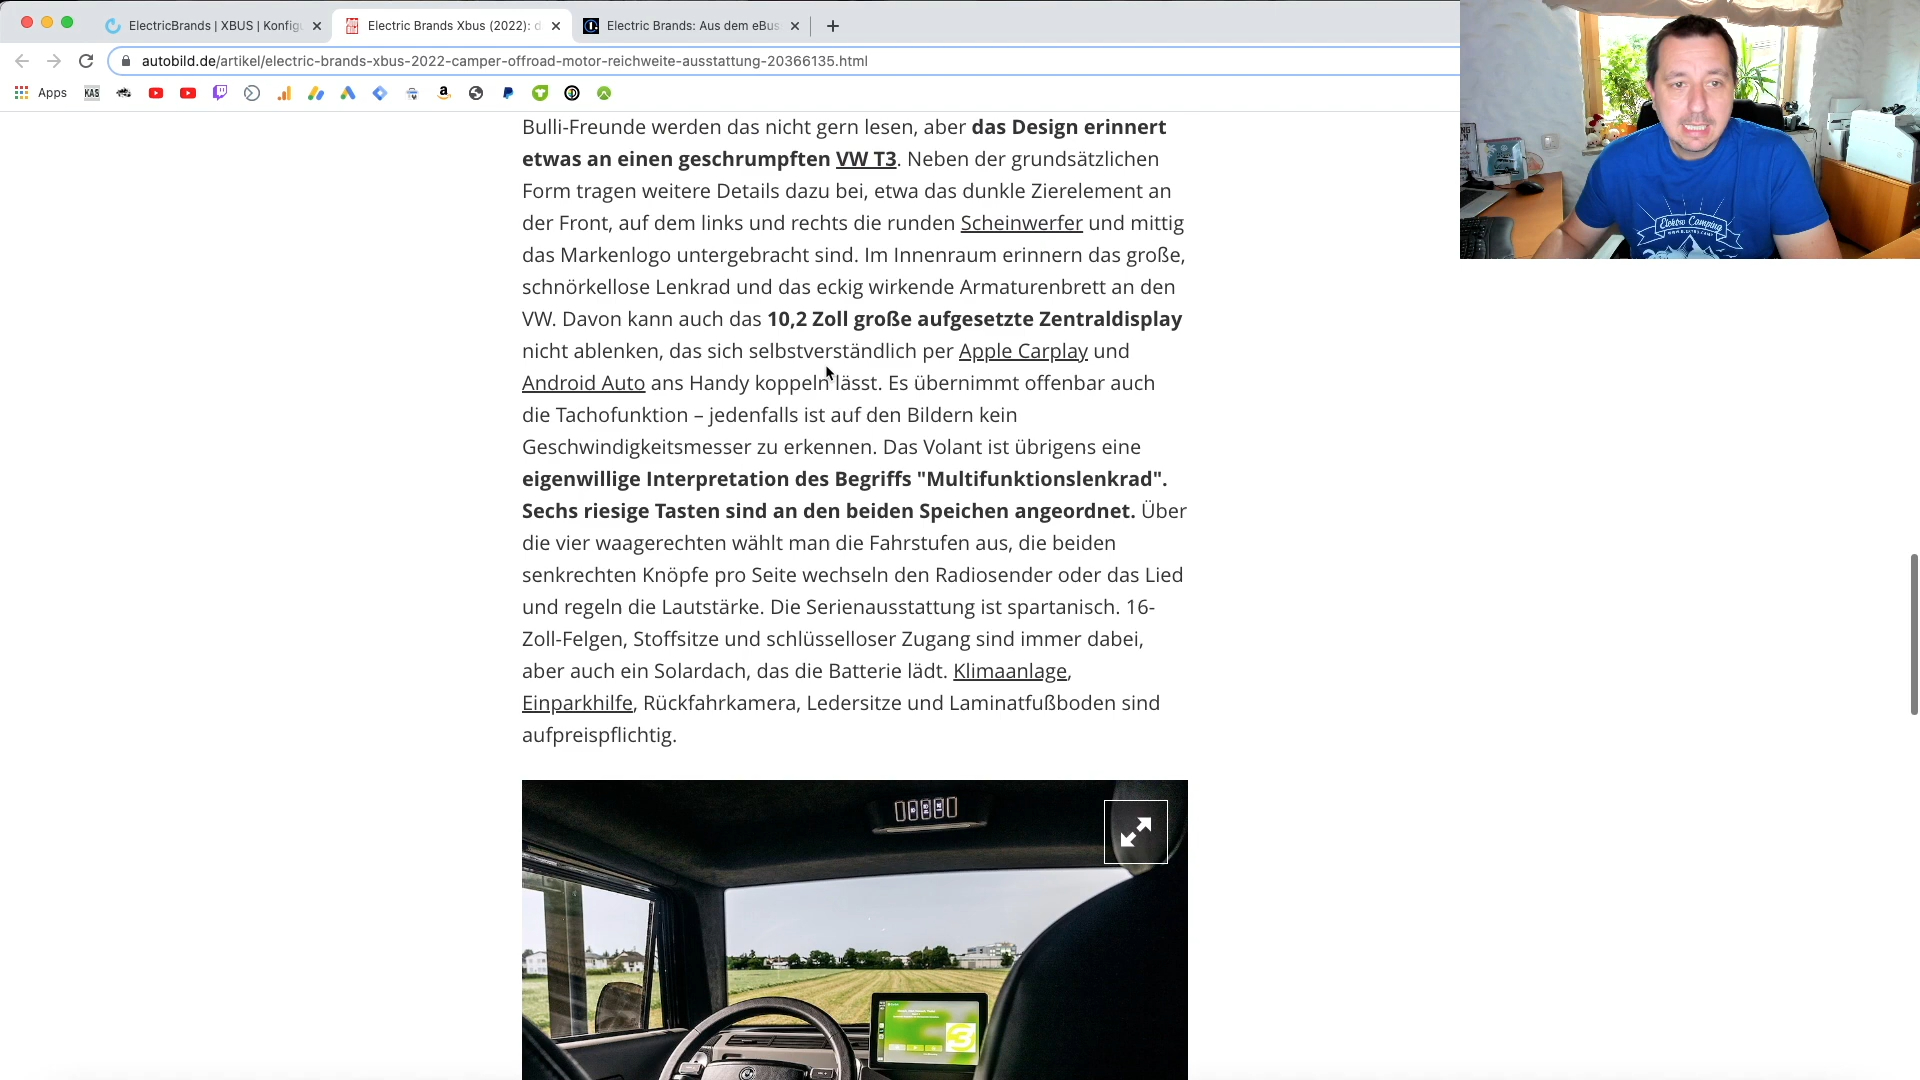 ElectricBrands | XBUS | Konfigu
Electric Brands Xbus (2022): d
Electric Brands: Aus dem eBus
autobild.de/artikel/electric-brands-xbus-2022-camper-offroad-motor-reichweite-ausstattung-20366135.html
Apps
KAS
Bulli-Freunde werden das nicht gern lesen, aber das Design erinnert
etwas an einen geschrumpften VW T3. Neben der grundsätzlichen
Form tragen weitere Details dazu bei, etwa das dunkle Zierelement an
der Front, auf dem links und rechts die runden Scheinwerfer und mittig
das Markenlogo untergebracht sind. Im Innenraum erinnern das große,
schnörkellose Lenkrad und das eckig wirkende Armaturenbrett an den
VW. Davon kann auch das 10,2 Zoll große aufgesetzte Zentraldisplay
nicht ablenken, das sich selbstverständlich per Apple Carplay und
Android Auto ans Handy koppeln lässt. Es übernimmt offenbar auch
die Tachofunktion – jedenfalls ist auf den Bildern kein
Geschwindigkeitsmesser zu erkennen. Das Volant ist übrigens eine
eigenwillige Interpretation des Begriffs "Multifunktionslenkrad".
Sechs riesige Tasten sind an den beiden Speichen angeordnet. Über
die vier waagerechten wählt man die Fahrstufen aus, die beiden
senkrechten Knöpfe pro Seite wechseln den Radiosender oder das Lied
und regeln die Lautstärke. Die Serienausstattung ist spartanisch. 16-
Zoll-Felgen, Stoffsitze und schlüsselloser Zugang sind immer dabei,
aber auch ein Solardach, das die Batterie lädt. Klimaanlage,
Einparkhilfe, Rückfahrkamera, Ledersitze und Laminatfußboden sind
aufpreispflichtig.
Elektro Camping
3